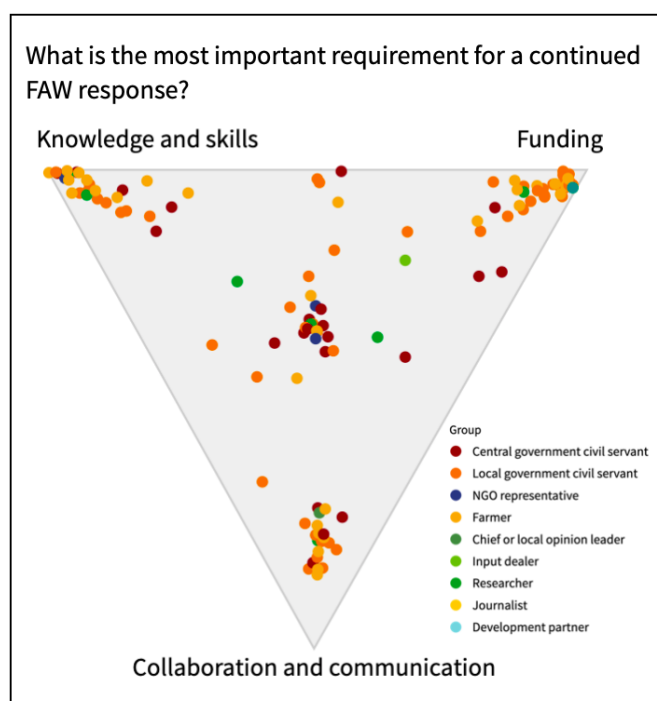 What is the most important requirement for a continued
FAW response?
Knowledge and skills
Funding
Group
Central government civil servant
Local government civil servant
NGO representative
Farmer
Chief or local opinion leader
Input dealer
Researcher
Journalist
Development partner
Collaboration and communication